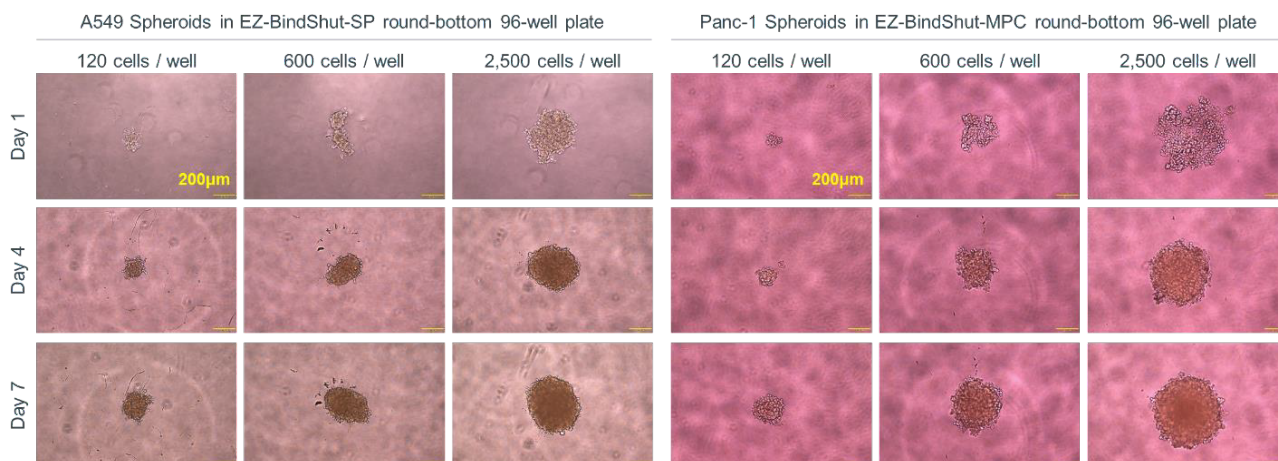 A549 Spheroids in EZ-BindShut-SP round-bottom 96-well plate
120 cells / well 600 cells / well 2,500 cells / well
Panc-1 Spheroids in EZ-BindShut-MPC round-bottom 96-well plate
120 cells / well 600 cells / well 2,500 cells / well
Day 1
200µm
200µm
Day 4
Day 7